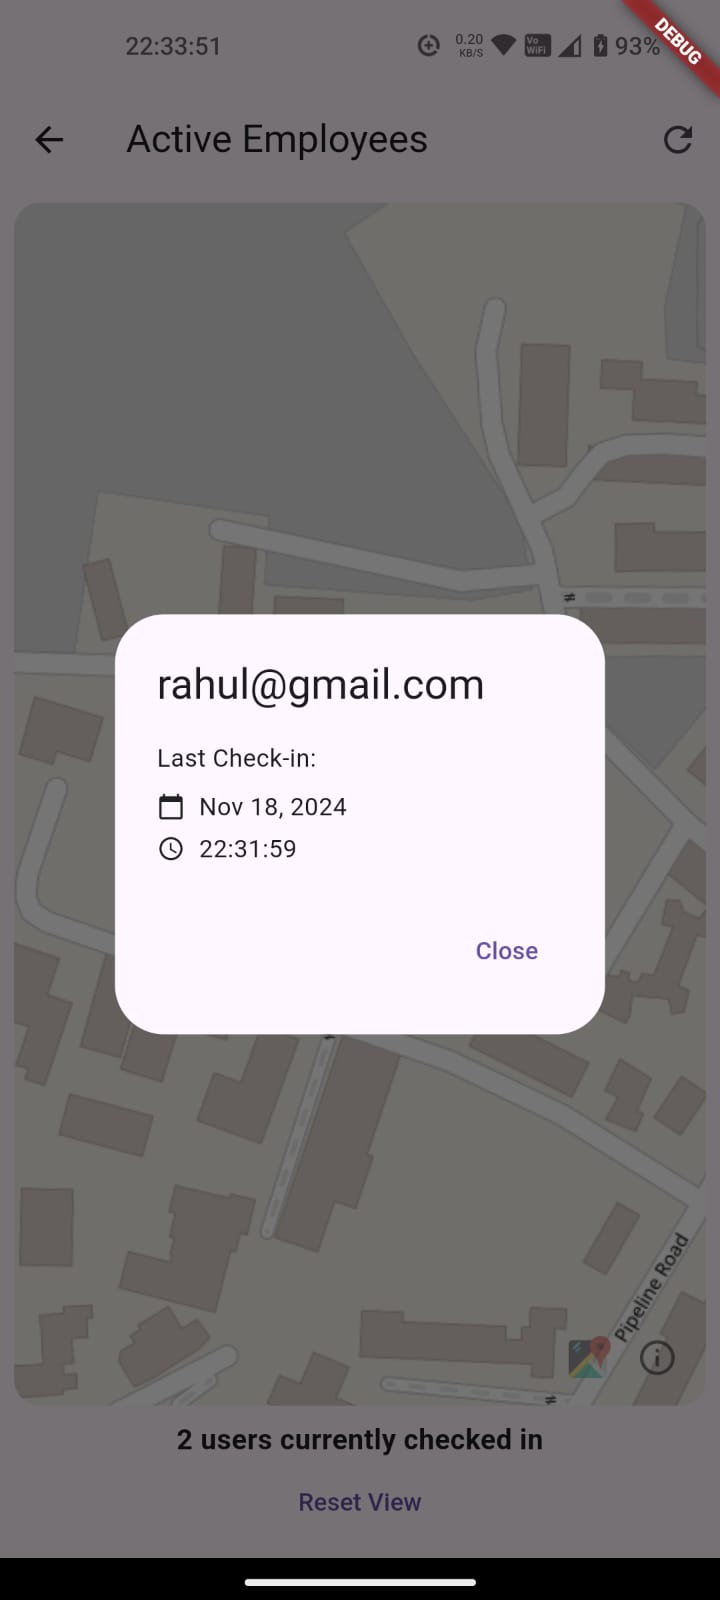 22:33:51
0.20
KB/S
Vo
WiFi
93%
DEBUG
Active Employees
rahul@gmail.com
Last Check-in:
Nov 18, 2024
22:31:59
Close
Pipeline Road
2 users currently checked in
Reset View